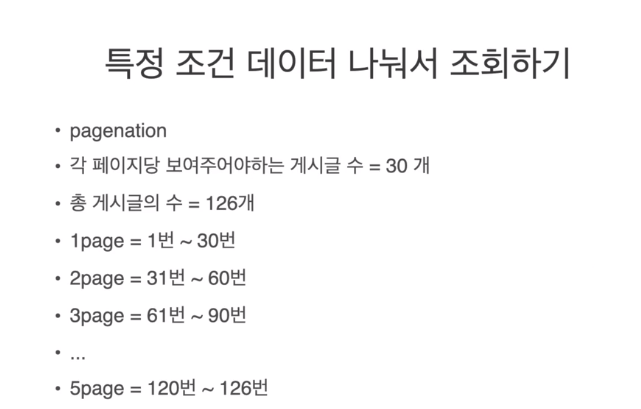 특정 조건 데이터 나눠서 조회하기
• pagenation
• 각 페이지당 보여주어야하는 게시글 수 = 30 개
• 총 게시글의 수 = 126개
• 1page = 1번 ~ 30번
• 2page = 31번 ~ 60번
• 3page = 61번 ~ 90번
• ...
• 5page = 120번 ~ 126번